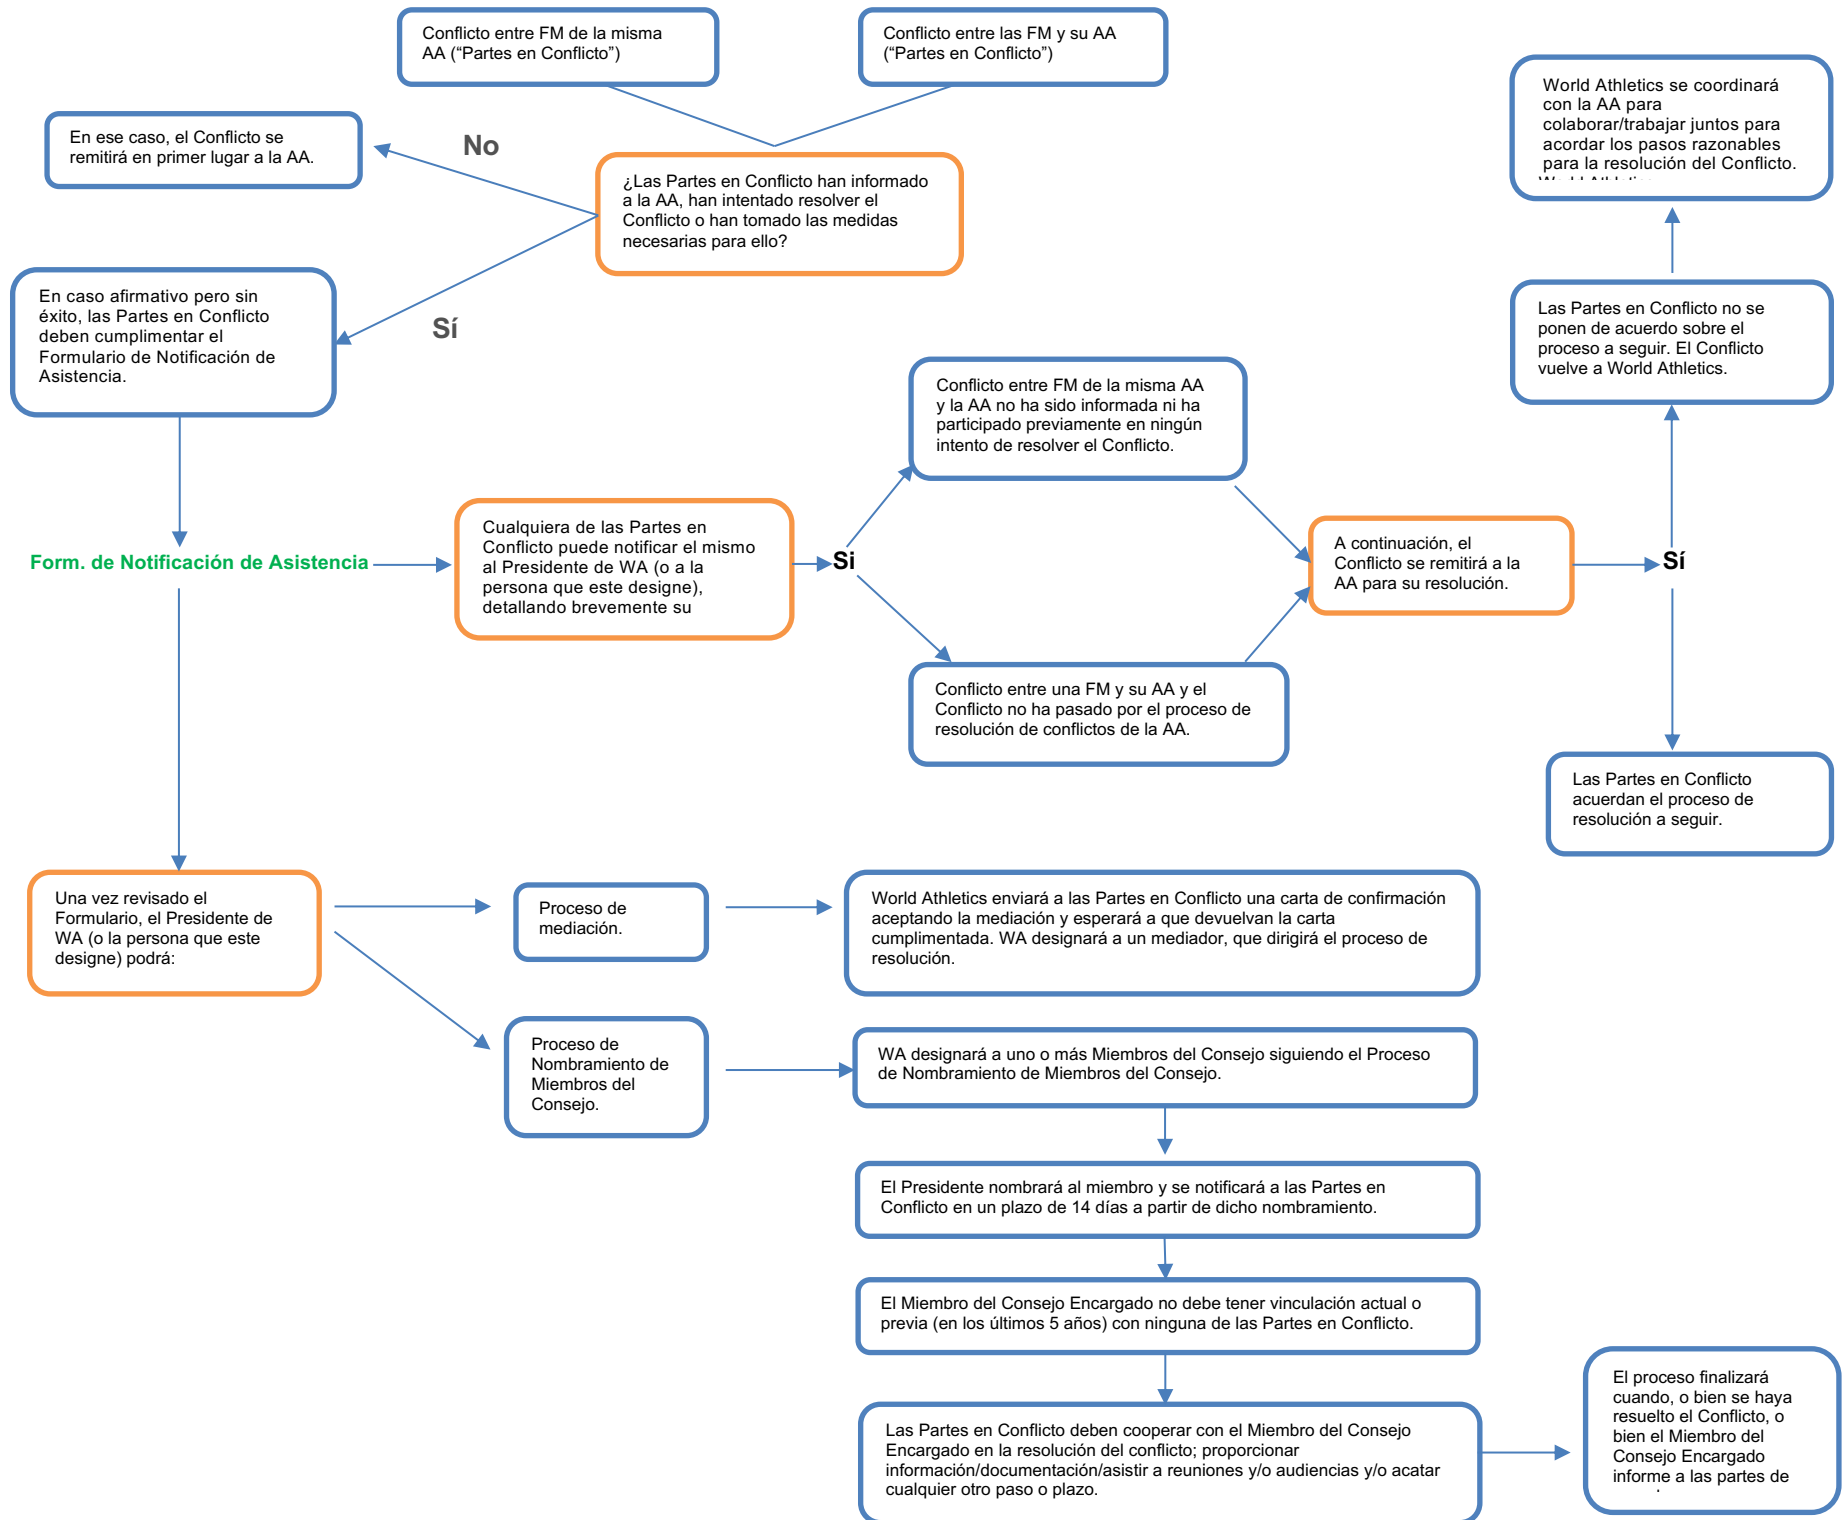 Conflicto entre FM de la misma
AA (“Partes en Conflicto”)
Conflicto entre las FM y su AA
(“Partes en Conflicto”)
World Athletics se coordinará
con la AA para
colaborar/trabajar juntos para
acordar los pasos razonables
para la resolución del Conflicto.
En ese caso, el Conflicto se
remitirá en primer lugar a la AA.
No
¿Las Partes en Conflicto han informado
a la AA, han intentado resolver el
Conflicto o han tomado las medidas
necesarias para ello?
En caso afirmativo pero sin
éxito, las Partes en Conflicto
deben cumplimentar el
Formulario de Notificación de
Asistencia.
Sí
Las Partes en Conflicto no se
ponen de acuerdo sobre el
proceso a seguir. El Conflicto
vuelve a World Athletics.
Conflicto entre FM de la misma AA
y la AA no ha sido informada ni ha
participado previamente en ningún
intento de resolver el Conflicto.
Form. de Notificación de Asistencia
Cualquiera de las Partes en
Conflicto puede notificar el mismo
al Presidente de WA (o a la
persona que este designe),
detallando brevemente su
Si
A continuación, el
Conflicto se remitirá a la
AA para su resolución.
Sí
Conflicto entre una FM y su AA y el
Conflicto no ha pasado por el proceso de
resolución de conflictos de la AA.
Las Partes en Conflicto
acuerdan el proceso de
resolución a seguir.
Una vez revisado el
Formulario, el Presidente de
WA (o la persona que este
designe) podrá:
Proceso de
mediación.
World Athletics enviará a las Partes en Conflicto una carta de confirmación
aceptando la mediación y esperará a que devuelvan la carta
cumplimentada. WA designará a un mediador, que dirigirá el proceso de
resolución.
Proceso de
Nombramiento de
Miembros del
Consejo.
WA designará a uno o más Miembros del Consejo siguiendo el Proceso
de Nombramiento de Miembros del Consejo.
El Presidente nombrará al miembro y se notificará a las Partes en
Conflicto en un plazo de 14 días a partir de dicho nombramiento.
El Miembro del Consejo Encargado no debe tener vinculación actual o
previa (en los últimos 5 años) con ninguna de las Partes en Conflicto.
Las Partes en Conflicto deben cooperar con el Miembro del Consejo
Encargado en la resolución del conflicto; proporcionar
información/documentación/asistir a reuniones y/o audiencias y/o acatar
cualquier otro paso o plazo.
El proceso finalizará
cuando, o bien se haya
resuelto el Conflicto, o
bien el Miembro del
Consejo Encargado
informe a las partes de